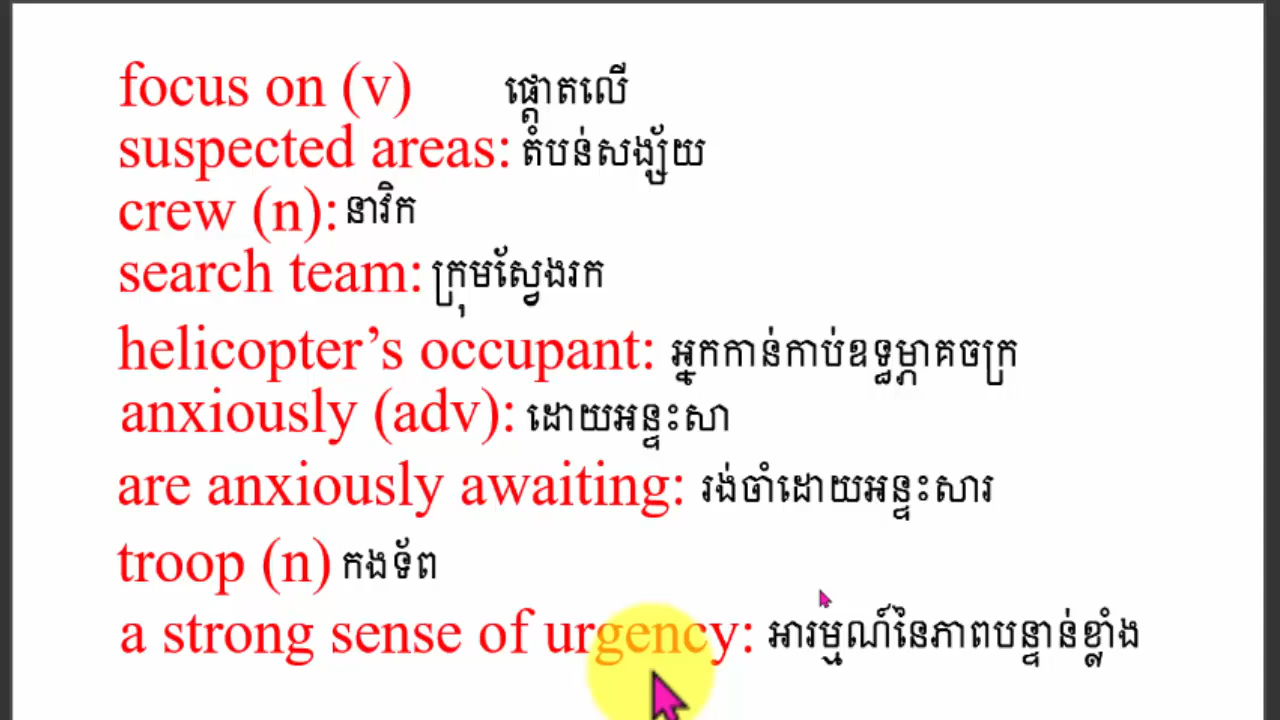 focus on (v) ផ្តោតលើ
suspected areas: តំបន់សង្ស័យ
crew (n): នាវិក
search team: ក្រុមស្វែងរក
helicopter’s occupant: អ្នកកាន់កាប់ឧទ្ធម្ភាគចក្រ
anxiously (adv): ដោយអន្ទះសា
are anxiously awaiting: រង់ចាំដោយអន្ទះសារ
troop (n) កងទ័ព
a strong sense of urgency: អារម្មណ៍នៃភាពបន្ទាន់ខ្លាំង